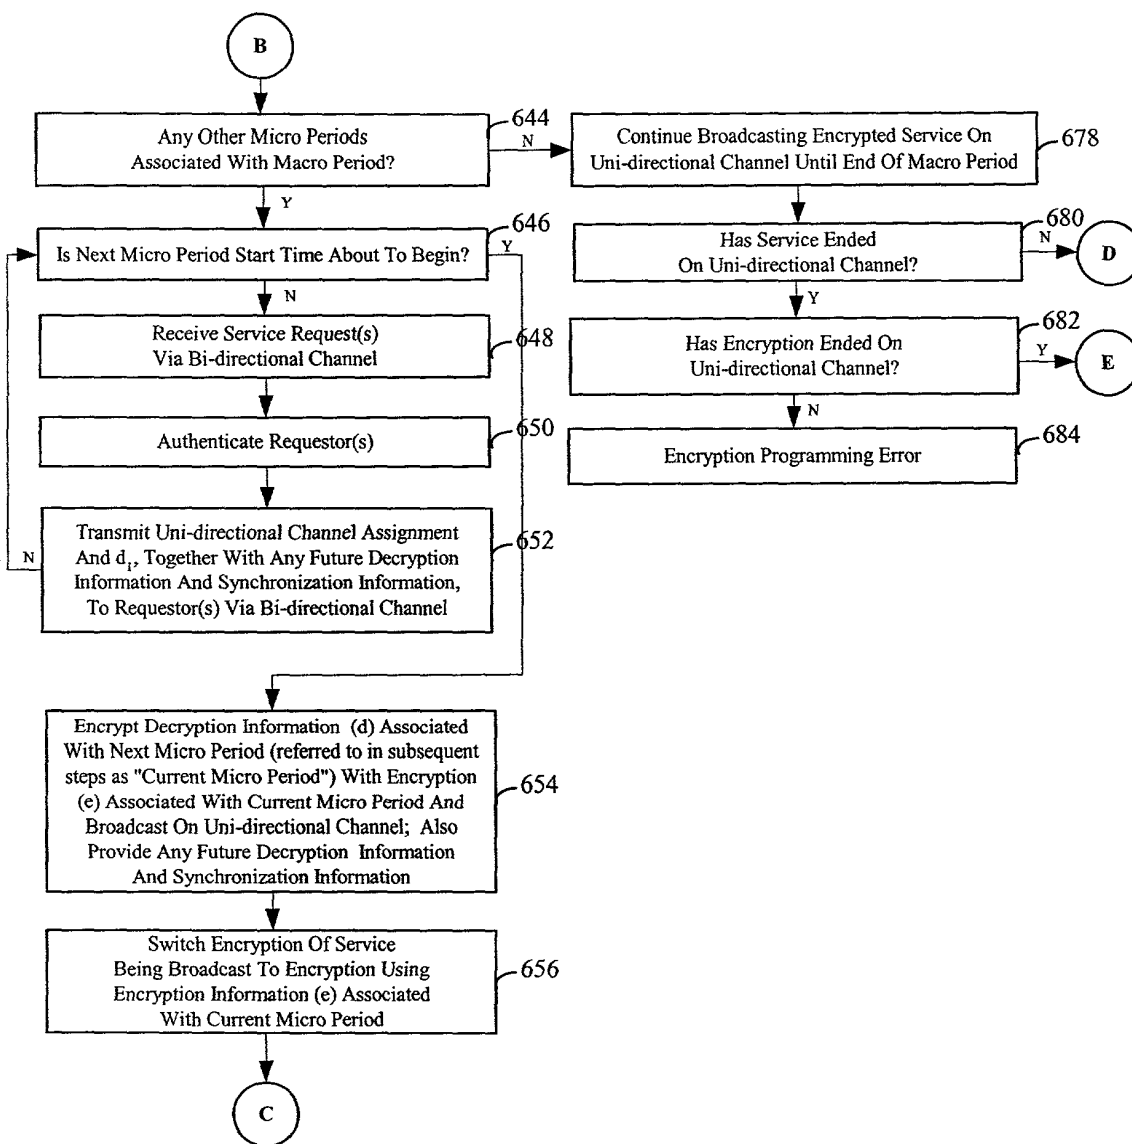 B
Any Other Micro Periods
Associated With Macro Period?
644
N
Y
Is Next Micro Period Start Time About To Begin?
646
Y
N
Receive Service Request(s)
Via Bi-directional Channel
648
Authenticate Requestor(s)
650
Transmit Uni-directional Channel Assignment
And d₁, Together With Any Future Decryption
Information And Synchronization Information,
To Requestor(s) Via Bi-directional Channel
652
N
Encrypt Decryption Information (d) Associated
With Next Micro Period (referred to in subsequent
steps as "Current Micro Period") With Encryption
(e) Associated With Current Micro Period And
Broadcast On Uni-directional Channel; Also
Provide Any Future Decryption Information
And Synchronization Information
654
Switch Encryption Of Service
Being Broadcast To Encryption Using
Encryption Information (e) Associated
With Current Micro Period
656
C
Continue Broadcasting Encrypted Service On
Uni-directional Channel Until End Of Macro Period
678
Has Service Ended
On Uni-directional Channel?
680
N
D
Y
Has Encryption Ended On
Uni-directional Channel?
682
Y
E
N
Encryption Programming Error
684